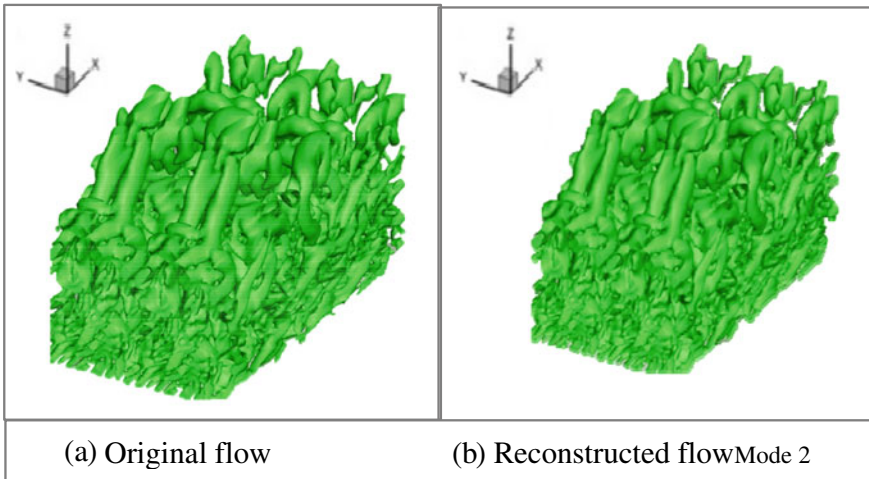 Z
Y X
Z
Y X
(a) Original flow
(b) Reconstructed flowMode 2